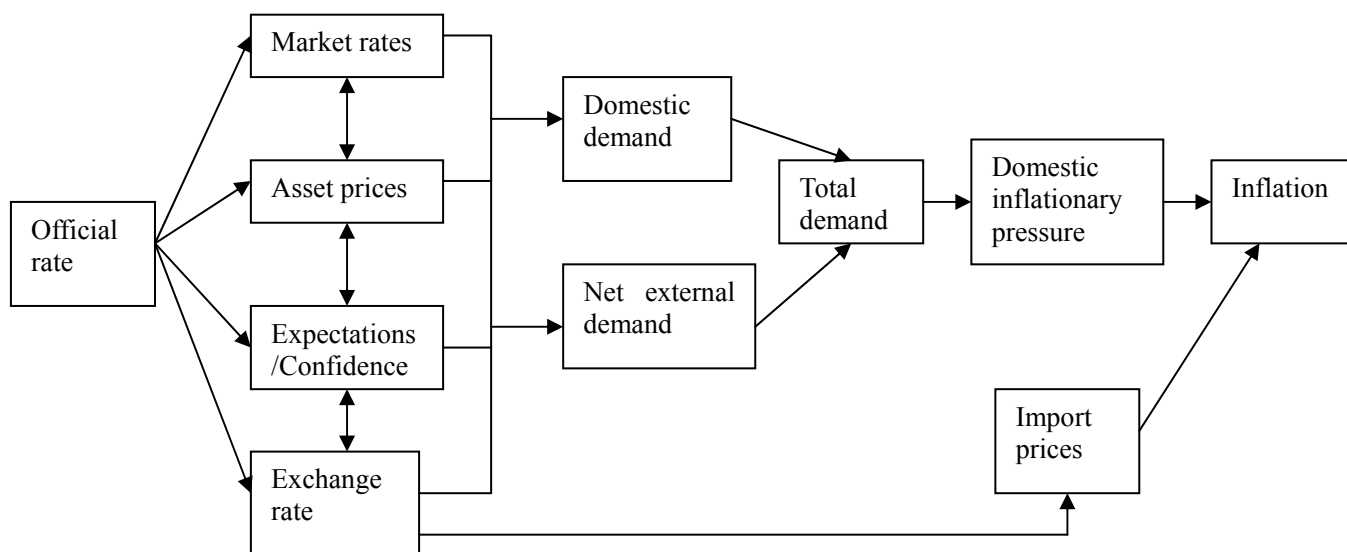 Market rates
Asset prices
Official
rate
Expectations
/Confidence
Exchange
rate
Domestic
demand
Net external
demand
Total
demand
Domestic
inflationary
pressure
Import
prices
Inflation